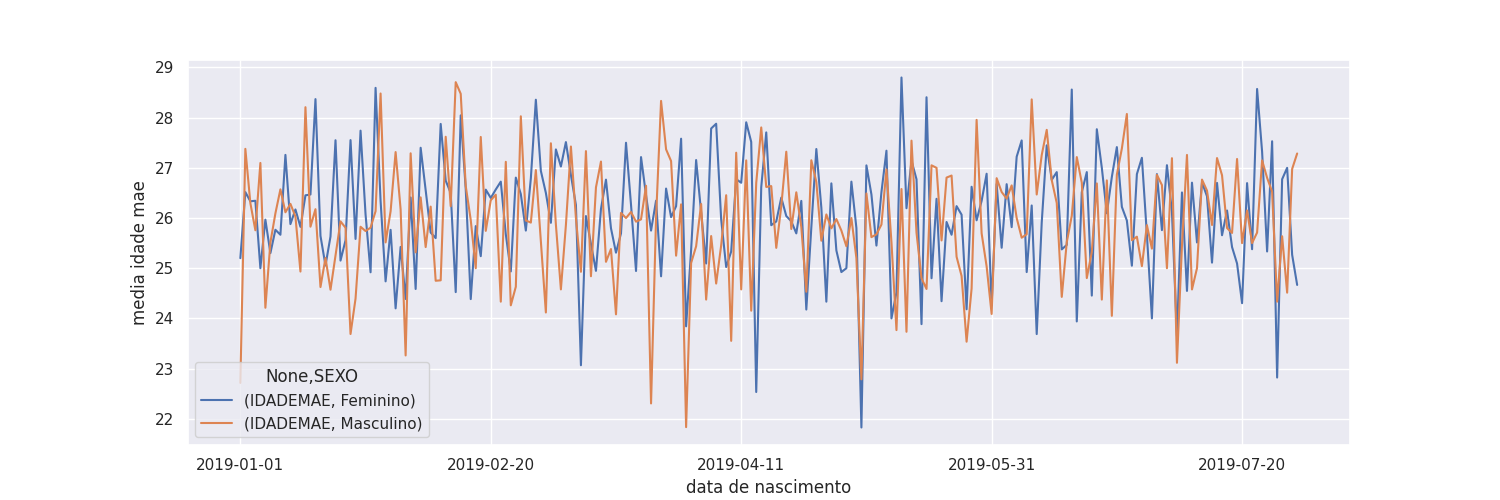 29
28
27
26
25
24
23
22
media idade mae
None,SEXO
(IDADEMAE, Feminino)
(IDADEMAE, Masculino)
2019-01-01 2019-02-20 2019-04-11 2019-05-31 2019-07-20
data de nascimento